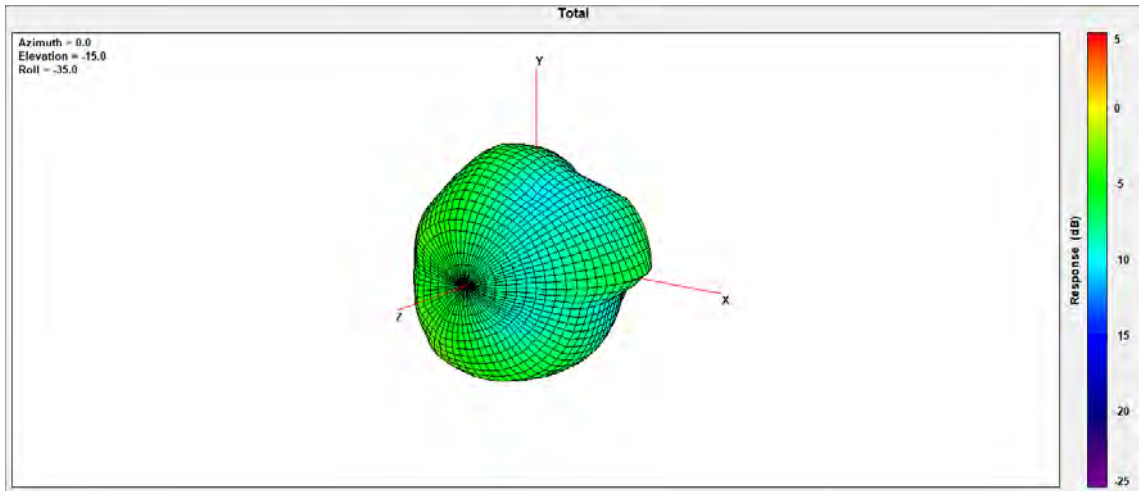 Total
Azimuth = 0.0
Elevation = -15.0
Roll = -35.0
Y
X
Z
5
0
-5
10
15
-20
-25
Response (dB)